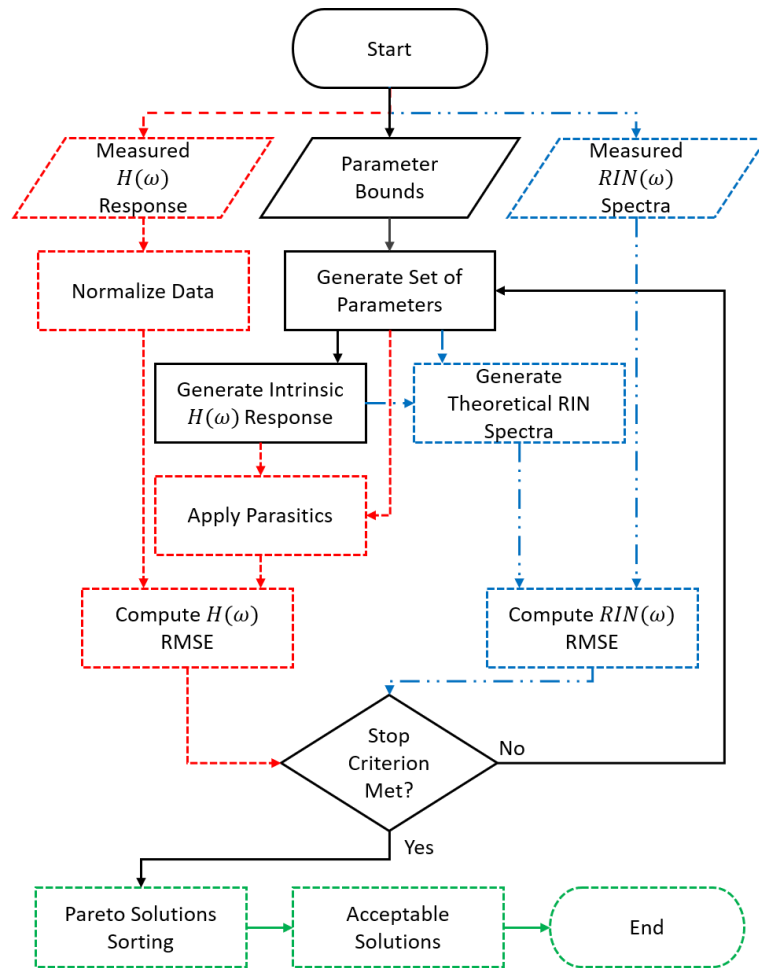 Start
Measured
H(ω)
Response
Parameter
Bounds
Measured
RIN(ω)
Spectra
Normalize Data
Generate Set of
Parameters
Generate Intrinsic
H(ω) Response
Generate
Theoretical RIN
Spectra
Apply Parasitics
Compute H(ω)
RMSE
Compute RIN(ω)
RMSE
Stop
Criterion
Met?
No
Yes
Pareto Solutions
Sorting
Acceptable
Solutions
End